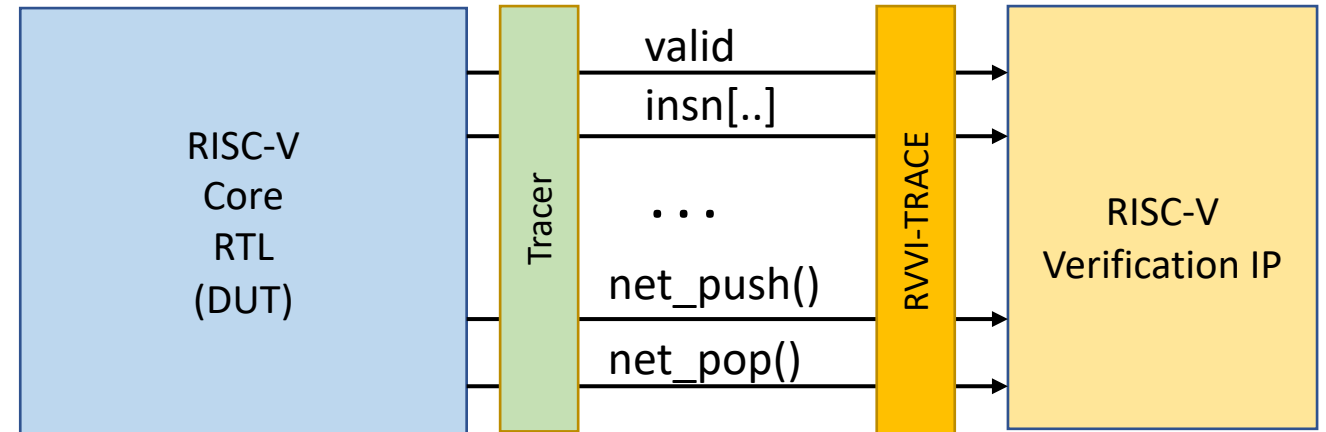 RISC-V
Core
RTL
(DUT)
Tracer
valid
insn[..]
...
net_push()
net_pop()
RVVI-TRACE
RISC-V
Verification IP